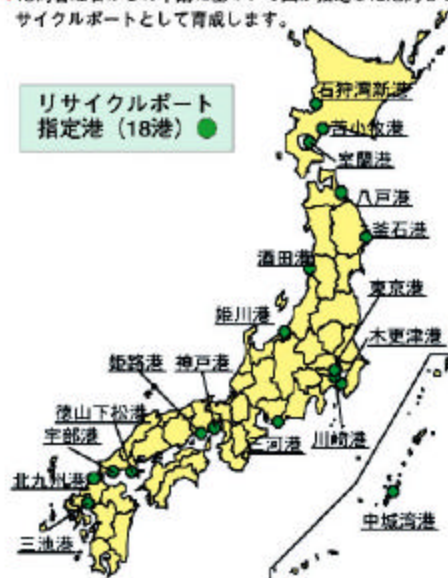 サイクルポートとして育成します。
リサイクルポート
指定港（18港）
石狩湾新港
苫小牧港
室蘭港
八戸港
釜石港
酒田港
東京港
姫川港
木更津港
姫路港
神戸港
徳山下松港
宇部港
三河港
川崎港
北九州港
中城湾港
三池港